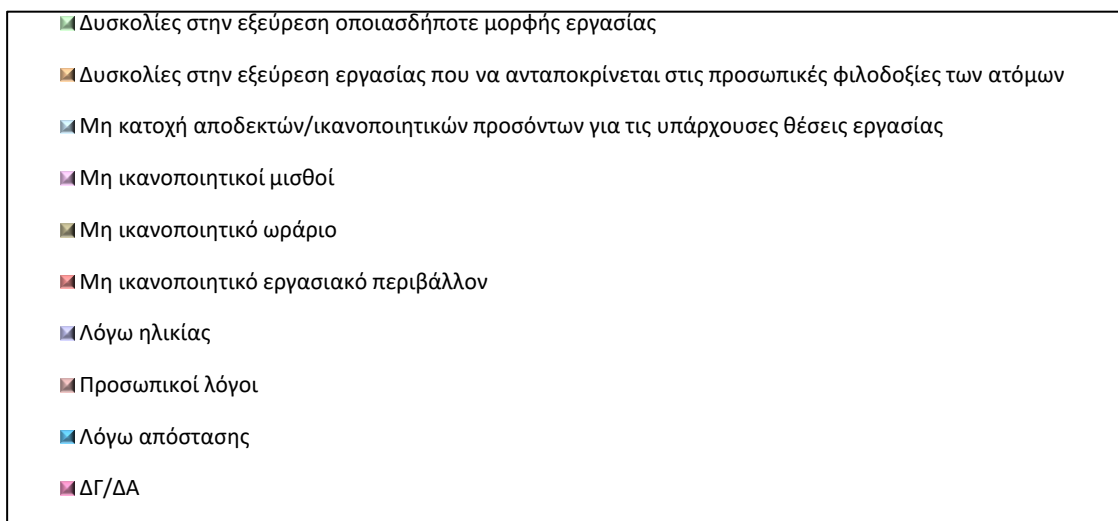 Δυσκολίες στην εξεύρεση οποιασδήποτε μορφής εργασίας
Δυσκολίες στην εξεύρεση εργασίας που να ανταποκρίνεται στις προσωπικές φιλοδοξίες των ατόμων
Μη κατοχή αποδεκτών/ικανοποιητικών προσόντων για τις υπάρχουσες θέσεις εργασίας
Μη ικανοποιητικοί μισθοί
Μη ικανοποιητικό ωράριο
Μη ικανοποιητικό εργασιακό περιβάλλον
Λόγω ηλικίας
Προσωπικοί λόγοι
Λόγω απόστασης
ΔΓ/ΔΑ